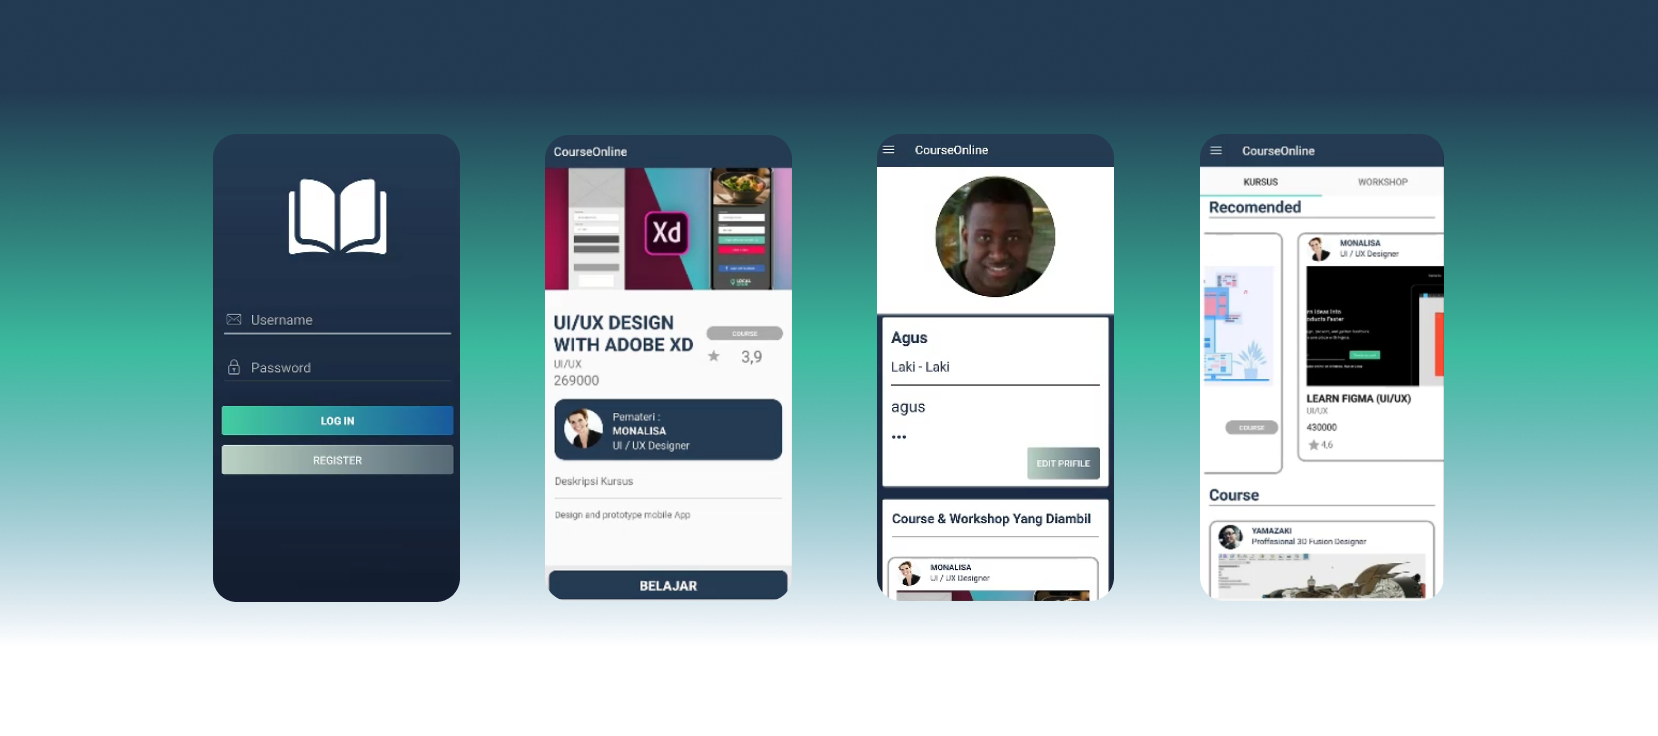 Username
Password
LOG IN
REGISTER
CourseOnline
Xd
UI/UX DESIGN
WITH ADOBE XD
COURSE
3,9
UI/UX
269000
Pemateri :
MONALISA
UI / UX Designer
Deskripsi Kursus
Design and prototype mobile App
BELAJAR
CourseOnline
Agus
Laki - Laki
agus
•••
EDIT PRIFILE
Course & Workshop Yang Diambil
MONALISA
UI / UX Designer
CourseOnline
KURSUS
WORKSHOP
Recomended
MONALISA
UI / UX Designer
COURSE
LEARN FIGMA (UI/UX)
UI/UX
430000
4,6
Course
YAMAZAKI
Proffesional 3D Fusion Designer